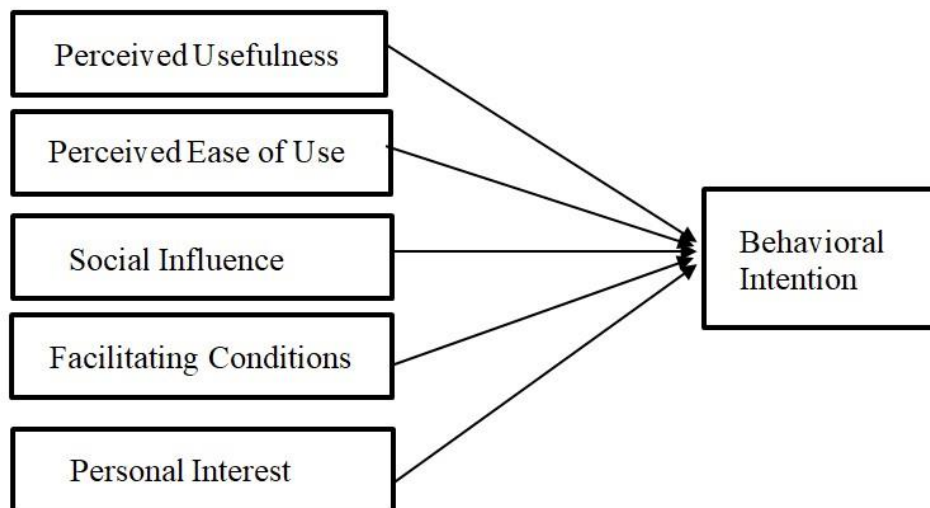 Perceived Usefulness
Perceived Ease of Use
Social Influence
Facilitating Conditions
Personal Interest
Behavioral
Intention